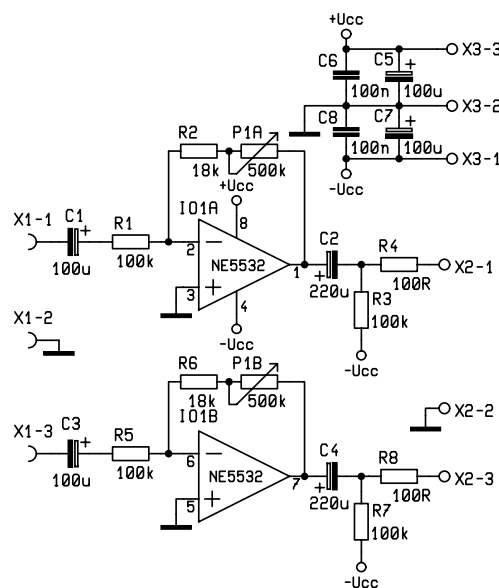 +Ucc
X3-3
C6
C5
+
100n
100u
X3-2
C8
C7
+
100n
100u
X3-1
-Ucc
R2
P1A
18k
500k
+Ucc
X1-1
C1
+
R1
IO1A
8
100u
100k
2
−
NE5532
1
3
+
4
-Ucc
C2
+
220u
R4
100R
X2-1
R3
100k
-Ucc
X1-2
R6
P1B
18k
500k
IO1B
X2-2
X1-3
C3
+
R5
100u
100k
6
−
NE5532
7
5
+
C4
+
220u
R8
100R
X2-3
R7
100k
-Ucc